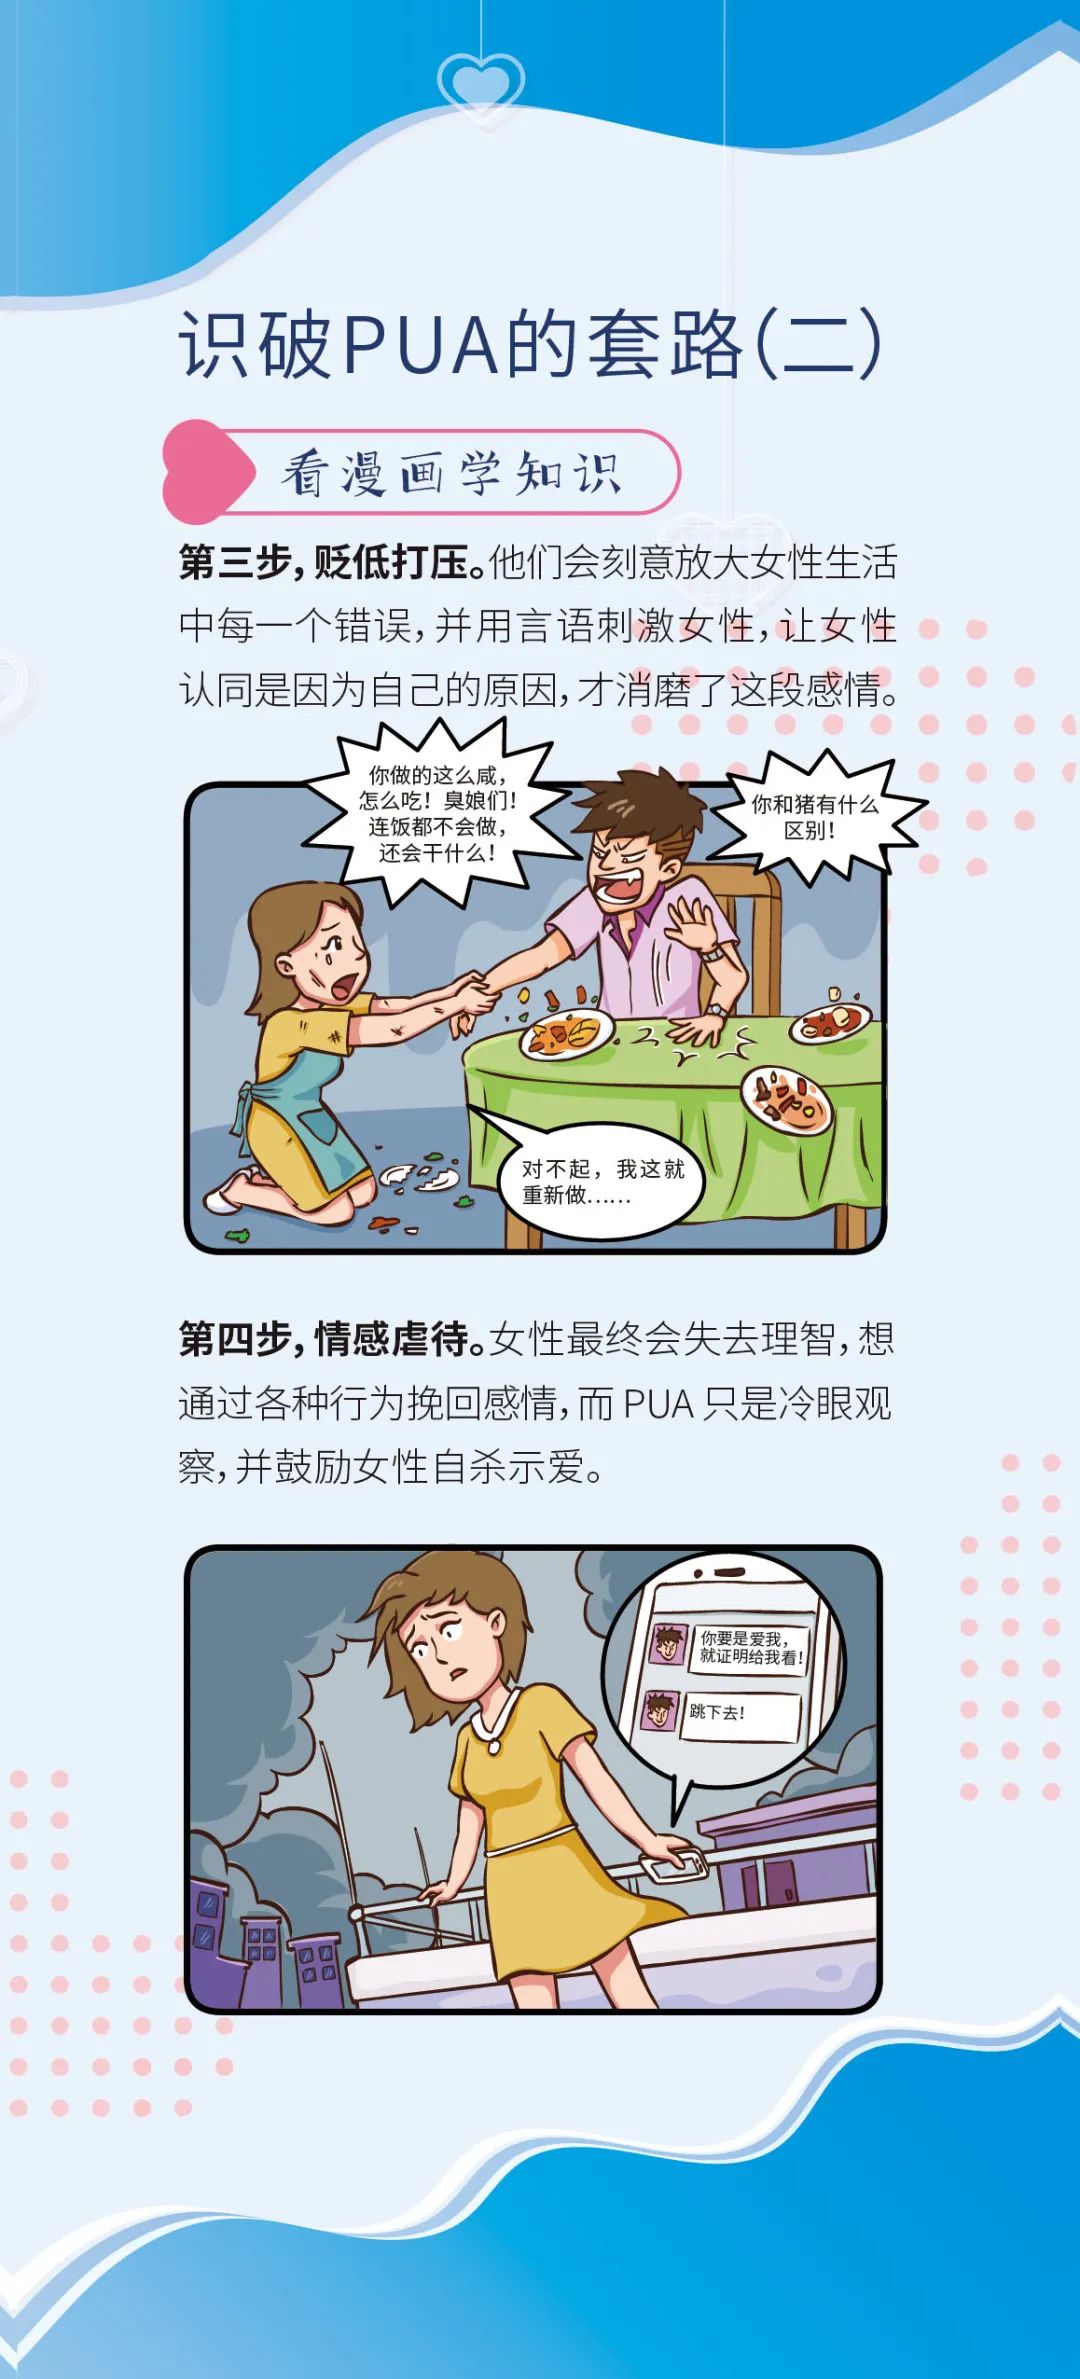 识破PUA的套路(二)
看漫画学知识
第三步，贬低打压。他们会刻意放大女性生活
中每一个错误，并用言语刺激女性，让女性
认同是因为自己的原因，才消磨了这段感情。
你做的这么咸，
怎么吃！臭娘们！
连饭都不会做，
还会干什么！
你和猪有什么
区别！
对不起，我这就
重新做……
第四步，情感虐待。女性最终会失去理智，想
通过各种行为挽回感情，而 PUA 只是冷眼观
察，并鼓励女性自杀示爱。
你要是爱我，
就证明给我看！
跳下去！